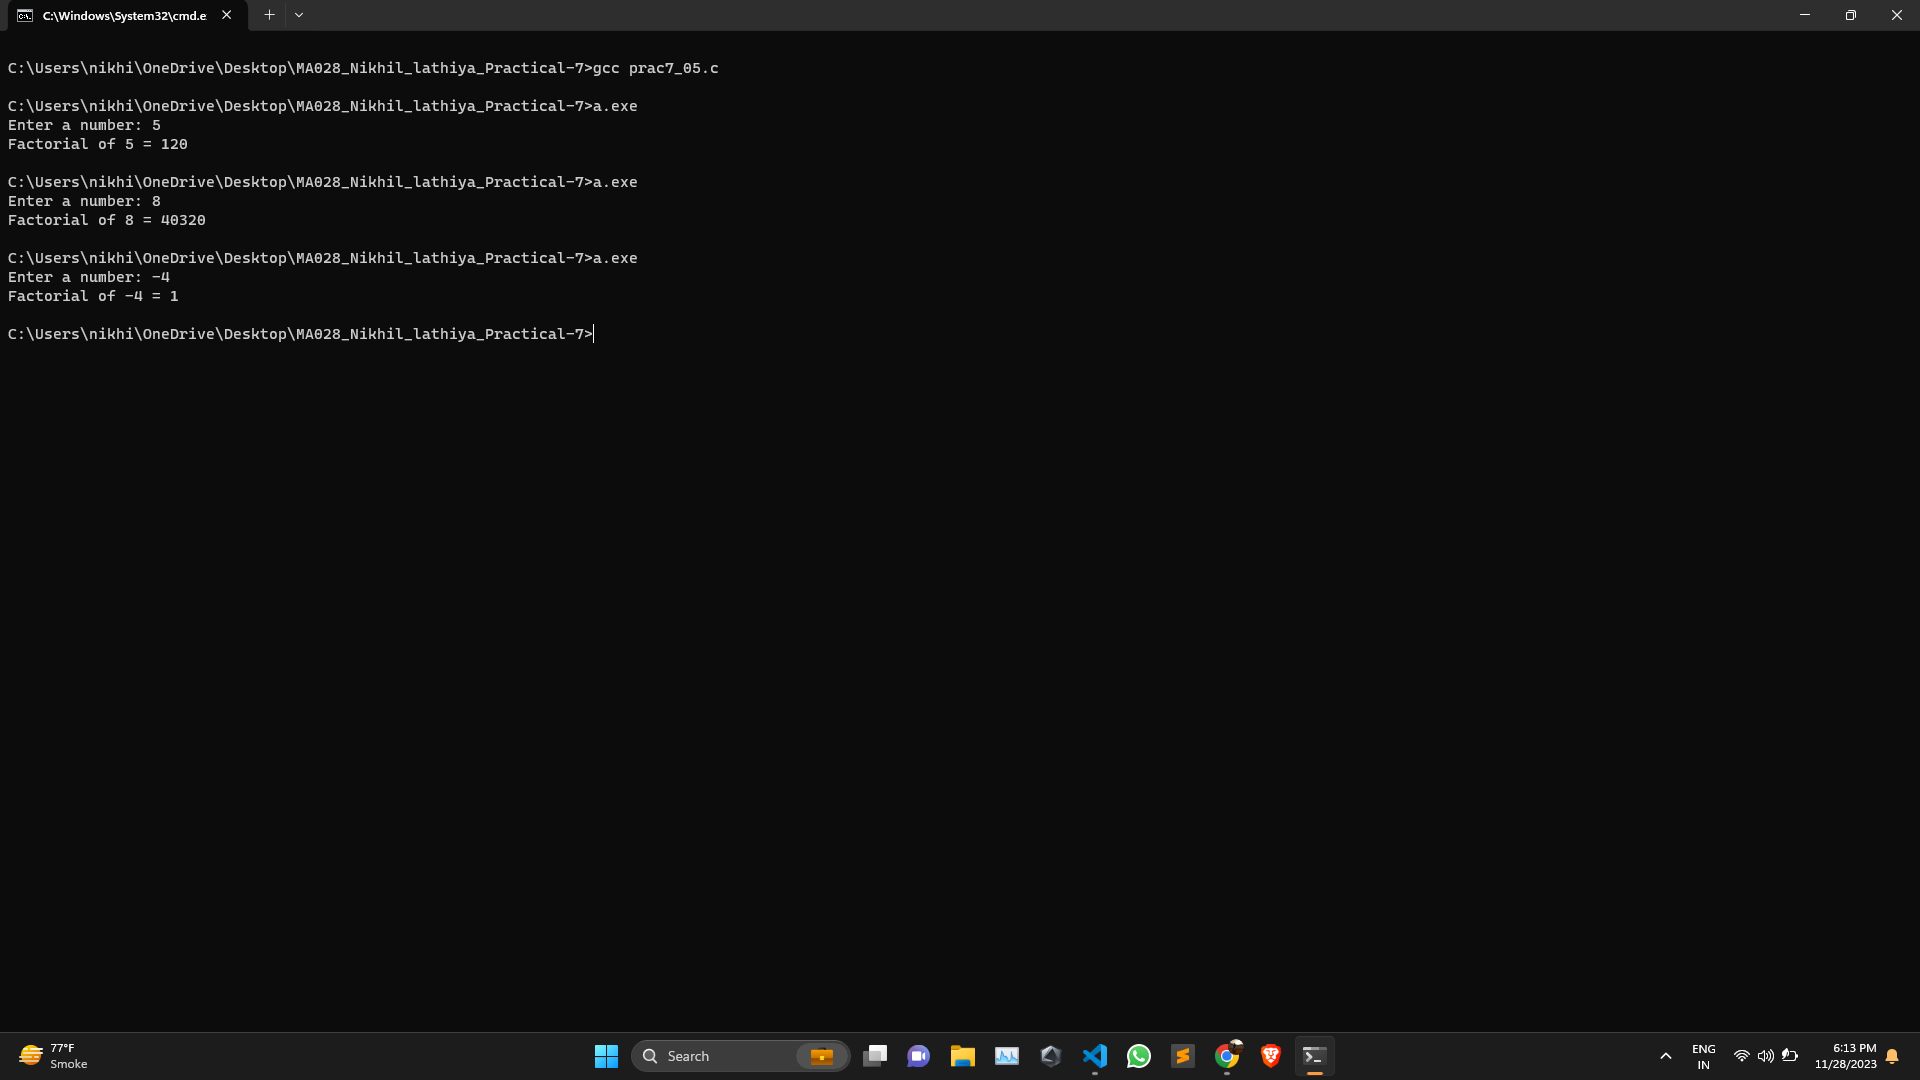 C:\Windows\System32\cmd.e
C:\Users\nikhi\OneDrive\Desktop\MA028_Nikhil_lathiya_Practical-7>gcc prac7_05.c
C:\Users\nikhi\OneDrive\Desktop\MA028_Nikhil_lathiya_Practical-7>a.exe
Enter a number: 5
Factorial of 5 = 120
C:\Users\nikhi\OneDrive\Desktop\MA028_Nikhil_lathiya_Practical-7>a.exe
Enter a number: 8
Factorial of 8 = 40320
C:\Users\nikhi\OneDrive\Desktop\MA028_Nikhil_lathiya_Practical-7>a.exe
Enter a number: -4
Factorial of -4 = 1
C:\Users\nikhi\OneDrive\Desktop\MA028_Nikhil_lathiya_Practical-7>
77°F
Smoke
Search
ENG
IN
6:13 PM
11/28/2023